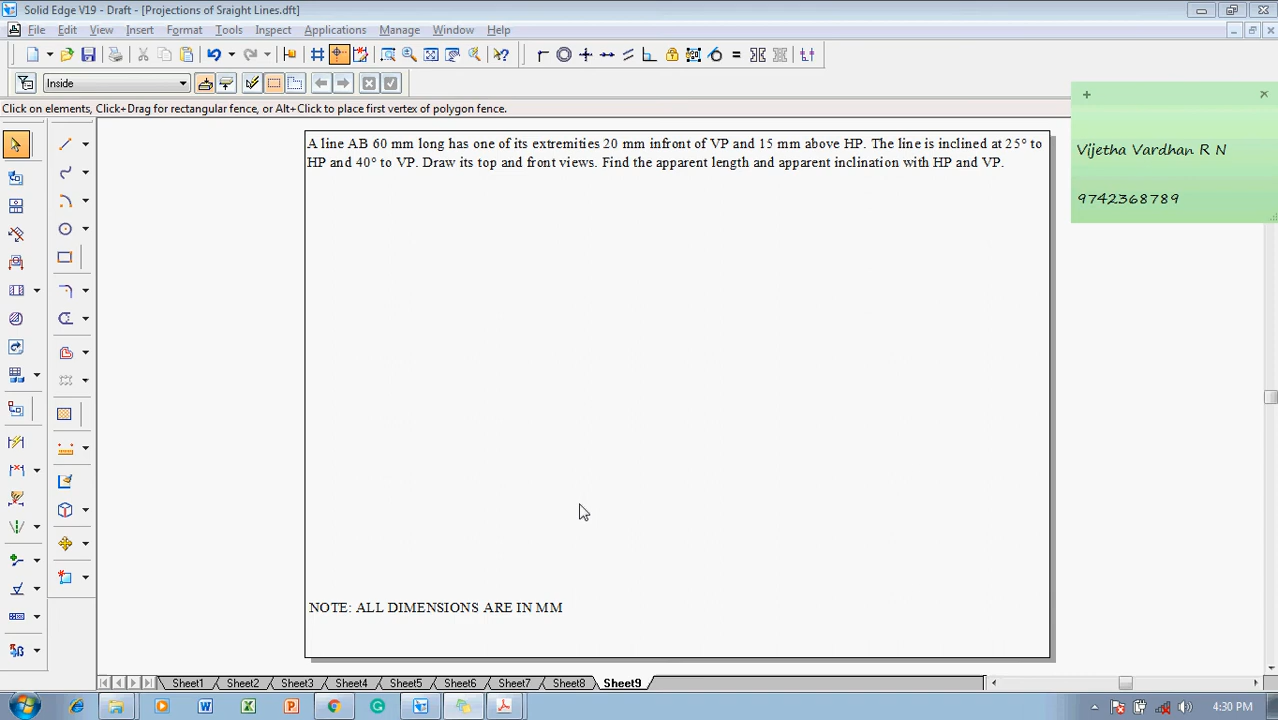 Solid Edge V19 - Draft - [Projections of Sraight Lines.dft]
File Edit View Insert Format Tools Inspect Applications Manage Window Help
Inside
Click on elements, Click+Drag for rectangular fence, or Alt+Click to place first vertex of polygon fence.
A line AB 60 mm long has one of its extremities 20 mm infront of VP and 15 mm above HP. The line is inclined at 25° to
HP and 40° to VP. Draw its top and front views. Find the apparent length and apparent inclination with HP and VP.
Vijetha Vardhan R N
9742368789
NOTE: ALL DIMENSIONS ARE IN MM
Sheet1 Sheet2 Sheet3 Sheet4 Sheet5 Sheet6 Sheet7 Sheet8 Sheet9
4:30 PM